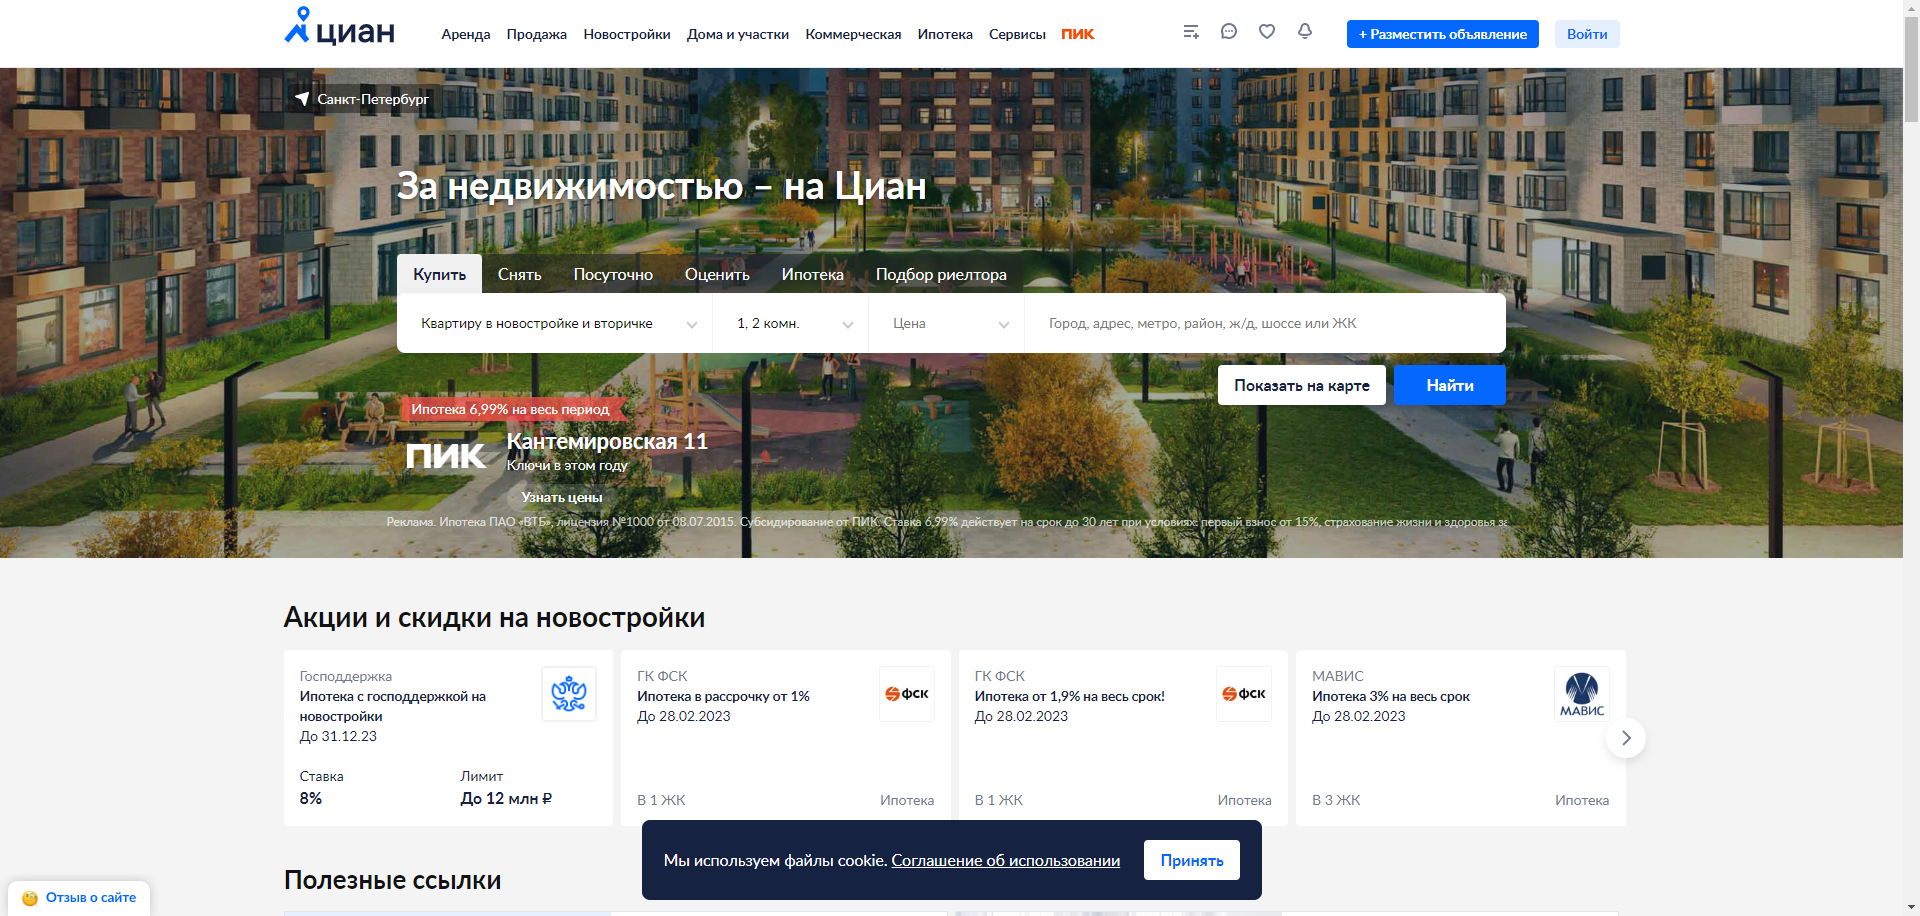 циан
Аренда Продажа Новостройки Дома и участки Коммерческая Ипотека Сервисы ПИК
+ Разместить объявление Войти
Санкт-Петербург
За недвижимостью – на Циан
Купить Снять Посуточно Оценить Ипотека Подбор риелтора
Квартиру в новостройке и вторичке 1, 2 комн. Цена Город, адрес, метро, район, ж/д, шоссе или ЖК
Показать на карте Найти
Ипотека 6,99% на весь период
ПИК
Кантемировская 11
Ключи в этом году
Узнать цены
Реклама. Ипотека ПАО «ВТБ», лицензия №1000 от 08.07.2015. Субсидирование от ПИК. Ставка 6,99% действует на срок до 30 лет при условиях: первый взнос от 15%, страхование жизни и здоровья
Акции и скидки на новостройки
Господдержка
Ипотека с господдержкой на
новостройки
До 31.12.23
Ставка Лимит
8% До 12 млн ₽
ГК ФСК
Ипотека в рассрочку от 1%
До 28.02.2023
фск
В 1 ЖК Ипотека
ГК ФСК
Ипотека от 1,9% на весь срок!
До 28.02.2023
фск
В 1 ЖК Ипотека
МАВИС
Ипотека 3% на весь срок
До 28.02.2023
МАВИС
В 3 ЖК Ипотека
Мы используем файлы cookie. Соглашение об использовании Принять
Полезные ссылки
Отзыв о сайте